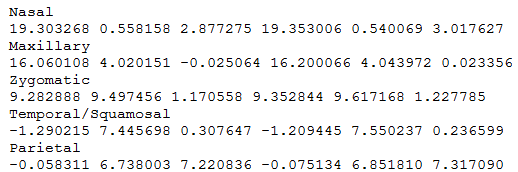 Nasal
19.303268 0.558158 2.877275 19.353006 0.540069 3.017627
Maxillary
16.060108 4.020151 -0.025064 16.200066 4.043972 0.023356
Zygomatic
9.282888 9.497456 1.170558 9.352844 9.617168 1.227785
Temporal/Squamosal
-1.290215 7.445698 0.307647 -1.209445 7.550237 0.236599
Parietal
-0.058311 6.738003 7.220836 -0.075134 6.851810 7.317090